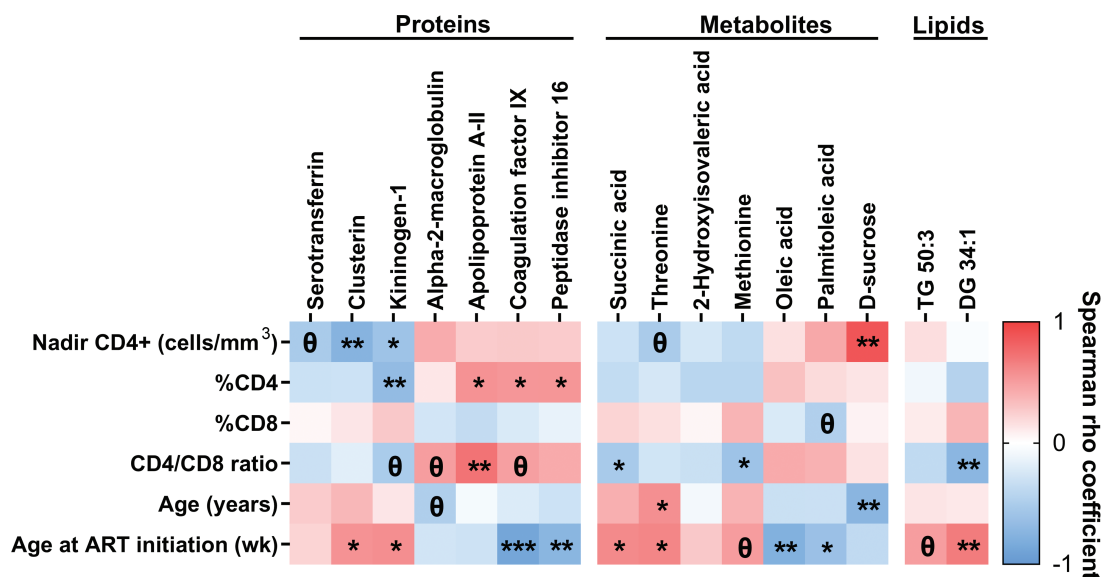 Proteins Metabolites Lipids
Serotransferrin
Clusterin
Kininogen-1
Alpha-2-macroglobulin
Apolipoprotein A-II
Coagulation factor IX
Peptidase inhibitor 16
Succinic acid
Threonine
2-Hydroxyisovaleric acid
Methionine
Oleic acid
Palmitoleic acid
D-sucrose
TG 50:3
DG 34:1
Nadir CD4+ (cells/mm³) θ ** * θ **
%CD4 ** * * *
%CD8 θ
CD4/CD8 ratio θ θ ** θ * * **
Age (years) θ * **
Age at ART initiation (wk) * * *** ** * * θ ** * θ **
1
0
-1
Spearman rho coefficient